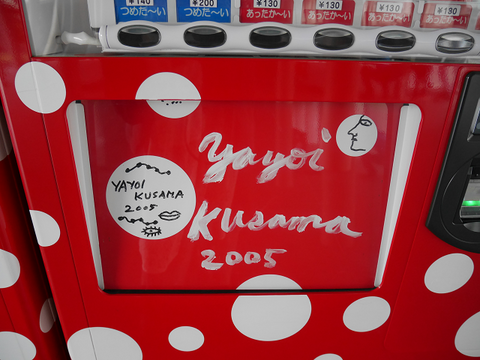 ¥140 ¥200 ¥130 ¥130 ¥130 ¥130
つめた〜い つめた〜い あったか〜い あったか〜い あったか〜い あったか〜い
Yayoi
Kusama
2005
YAYOI
KUSAMA
2005